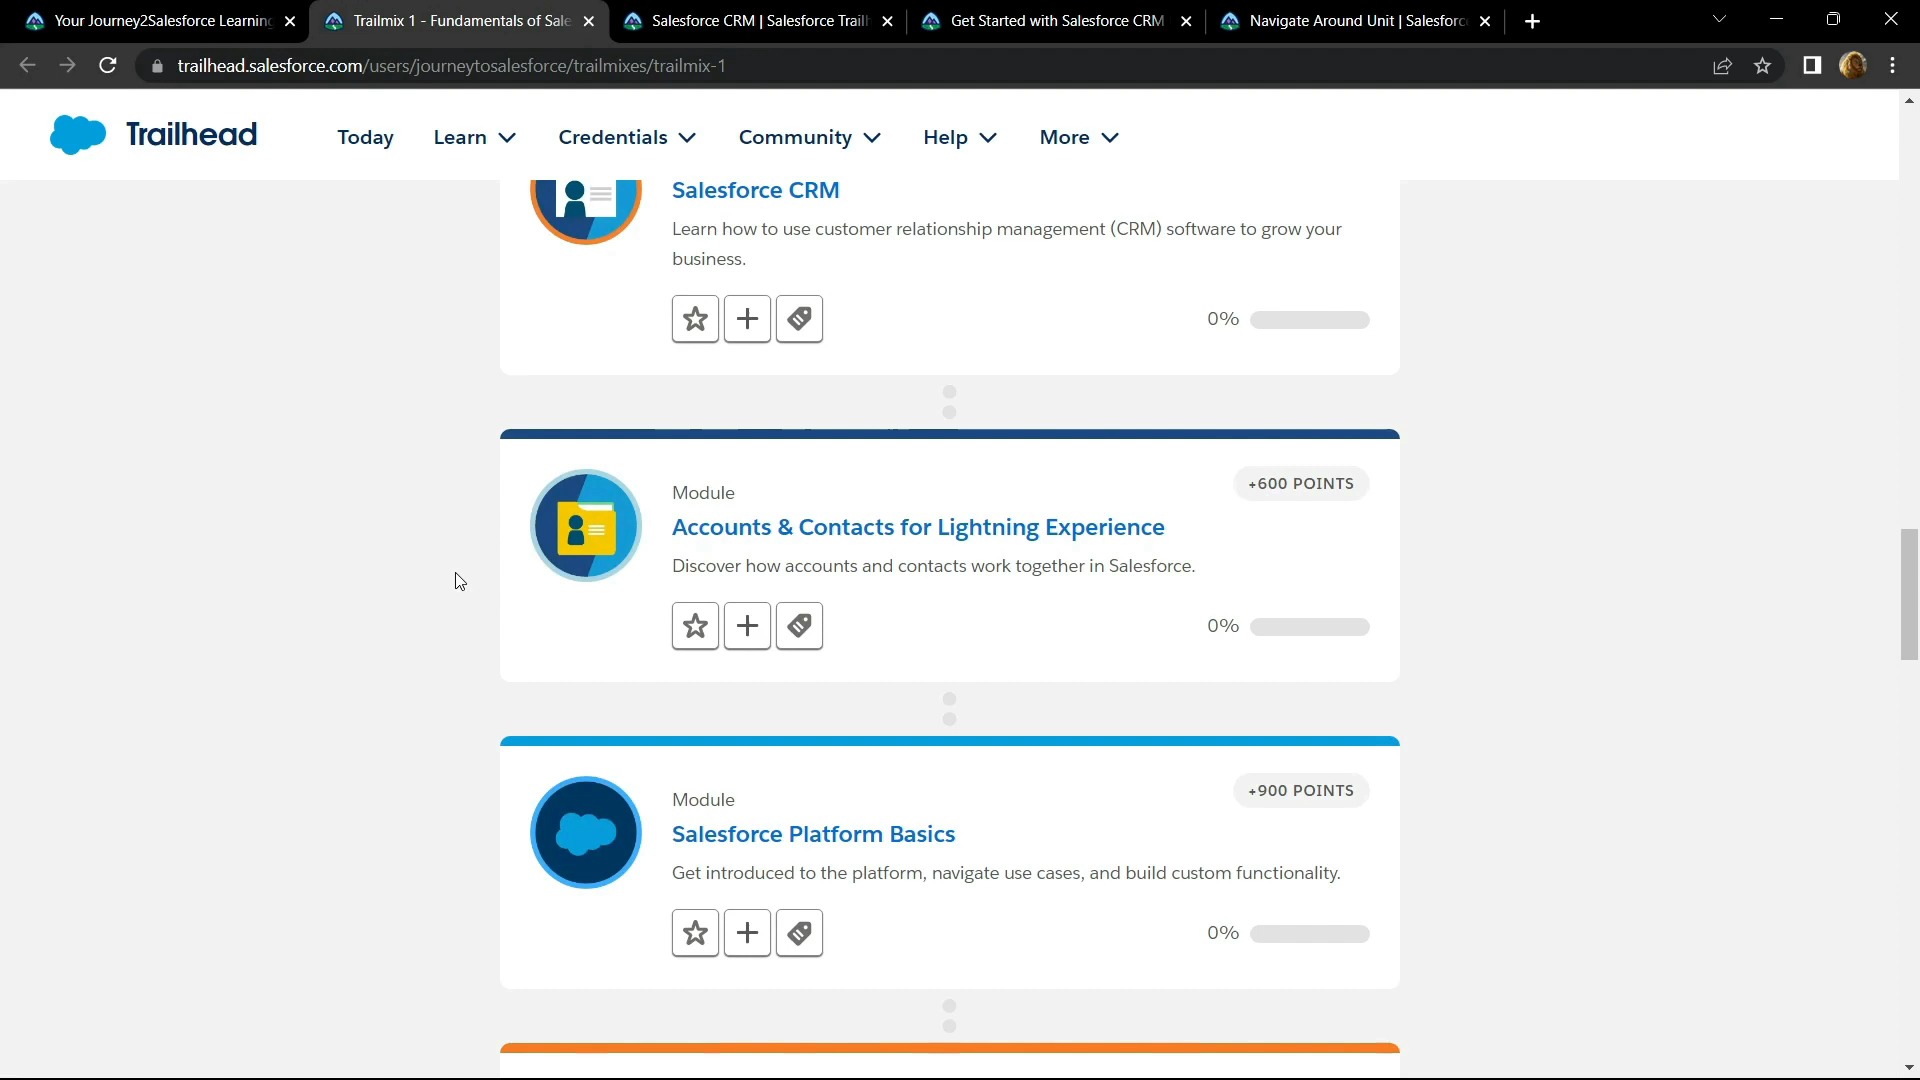 Your Journey2Salesforce Learning
Trailmix 1 - Fundamentals of Sale
Salesforce CRM | Salesforce Trailh
Get Started with Salesforce CRM
Navigate Around Unit | Salesforc
trailhead.salesforce.com/users/journeytosalesforce/trailmixes/trailmix-1
Trailhead
Today
Learn
Credentials
Community
Help
More
Salesforce CRM
Learn how to use customer relationship management (CRM) software to grow your
business.
0%
Module
+600 POINTS
Accounts & Contacts for Lightning Experience
Discover how accounts and contacts work together in Salesforce.
0%
Module
+900 POINTS
Salesforce Platform Basics
Get introduced to the platform, navigate use cases, and build custom functionality.
0%